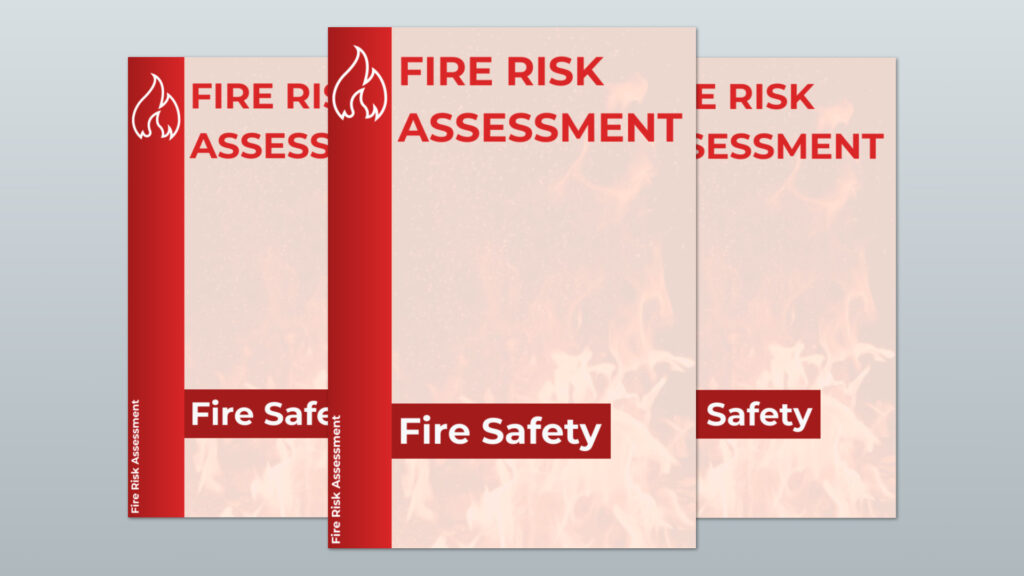 FIRE RIS
ASSESS
Fire Safe
Fire Risk Assessment
FIRE RISK
ASSESSMENT
Fire Safety
Fire Risk Assessment
E RISK
SESSMENT
Safety